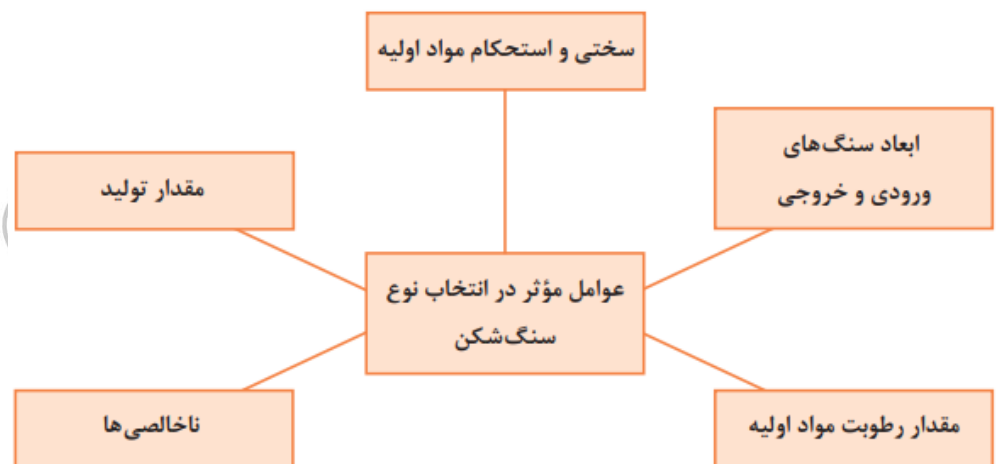 سختی و استحکام مواد اولیه
ابعاد سنگ‌های
ورودی و خروجی
مقدار تولید
عوامل مؤثر در انتخاب نوع
سنگ‌شکن
مقدار رطوبت مواد اولیه
ناخالصی‌ها